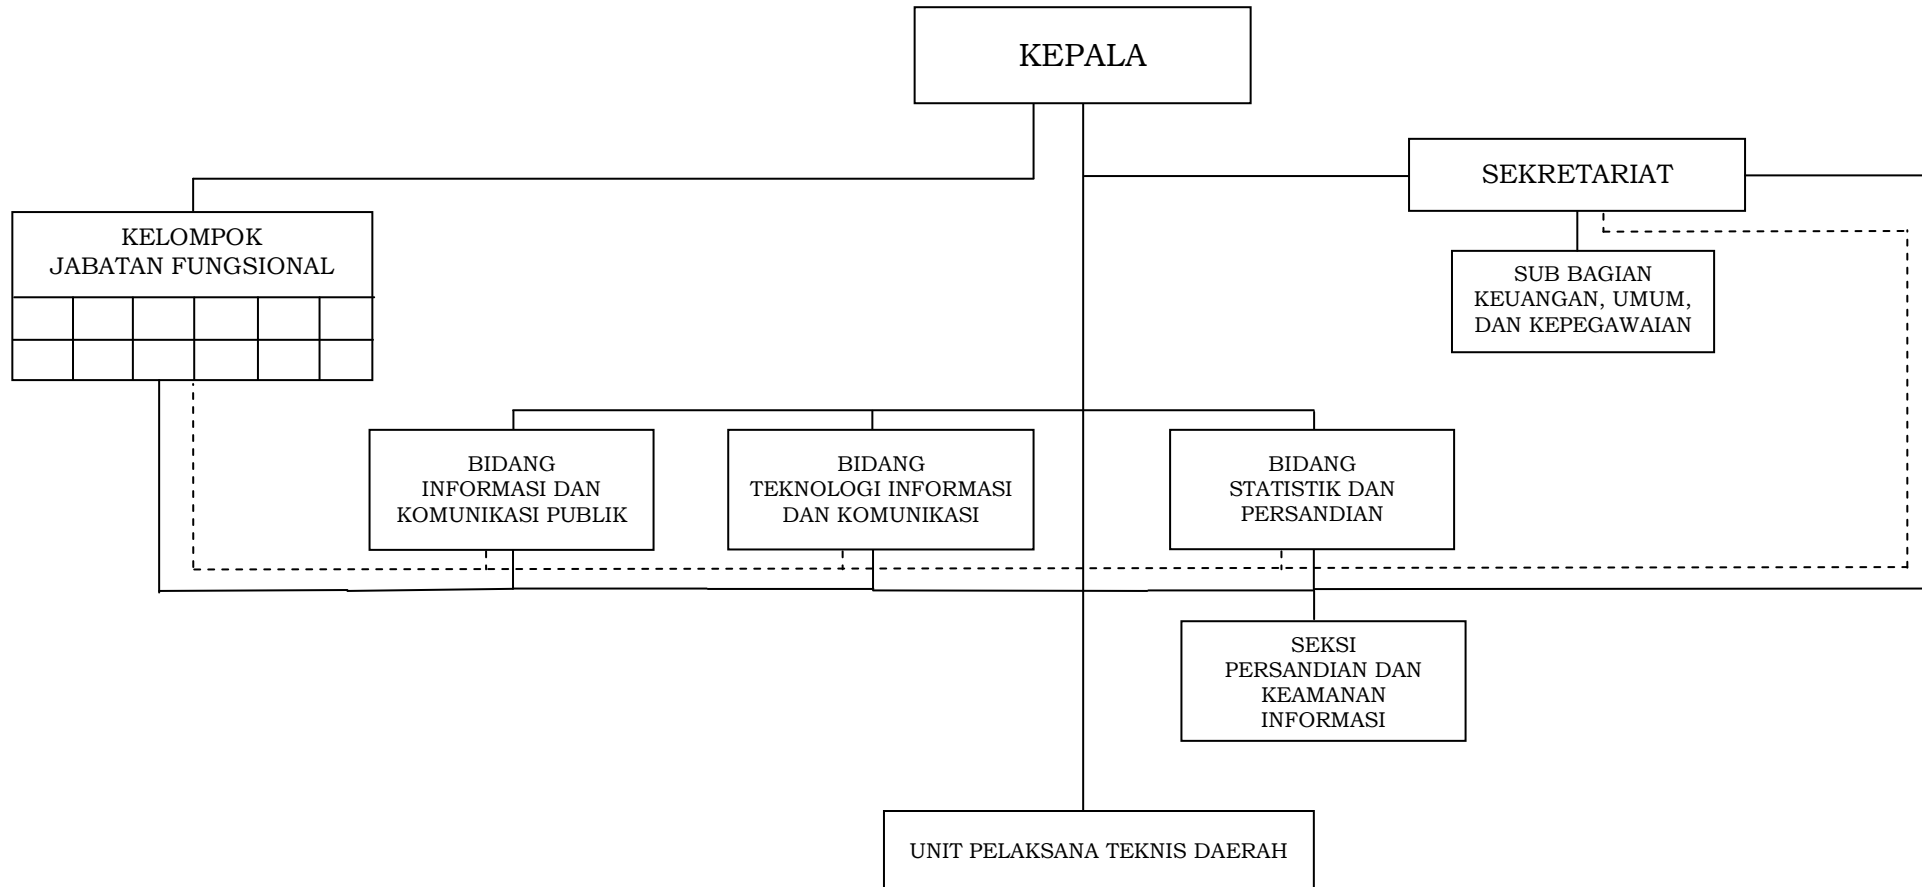 KEPALA
SEKRETARIAT
KELOMPOK
JABATAN FUNGSIONAL
SUB BAGIAN
KEUANGAN, UMUM,
DAN KEPEGAWAIAN
BIDANG
INFORMASI DAN
KOMUNIKASI PUBLIK
BIDANG
TEKNOLOGI INFORMASI
DAN KOMUNIKASI
BIDANG
STATISTIK DAN
PERSANDIAN
SEKSI
PERSANDIAN DAN
KEAMANAN
INFORMASI
UNIT PELAKSANA TEKNIS DAERAH